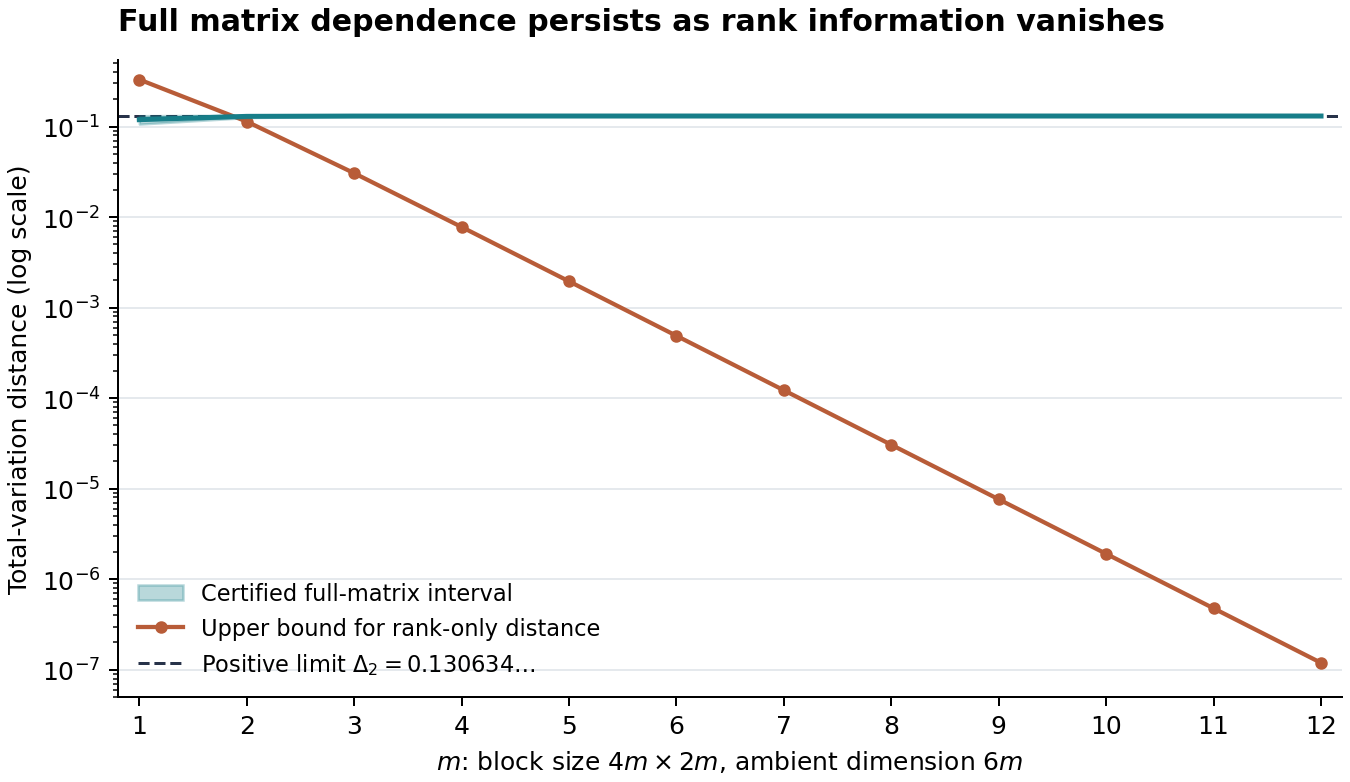 Full matrix dependence persists as rank information vanishes
Total-variation distance (log scale)
10⁻¹
10⁻²
10⁻³
10⁻⁴
10⁻⁵
10⁻⁶
10⁻⁷
Certified full-matrix interval
Upper bound for rank-only distance
Positive limit Δ₂ = 0.130634...
1 2 3 4 5 6 7 8 9 10 11 12
m: block size 4m × 2m, ambient dimension 6m